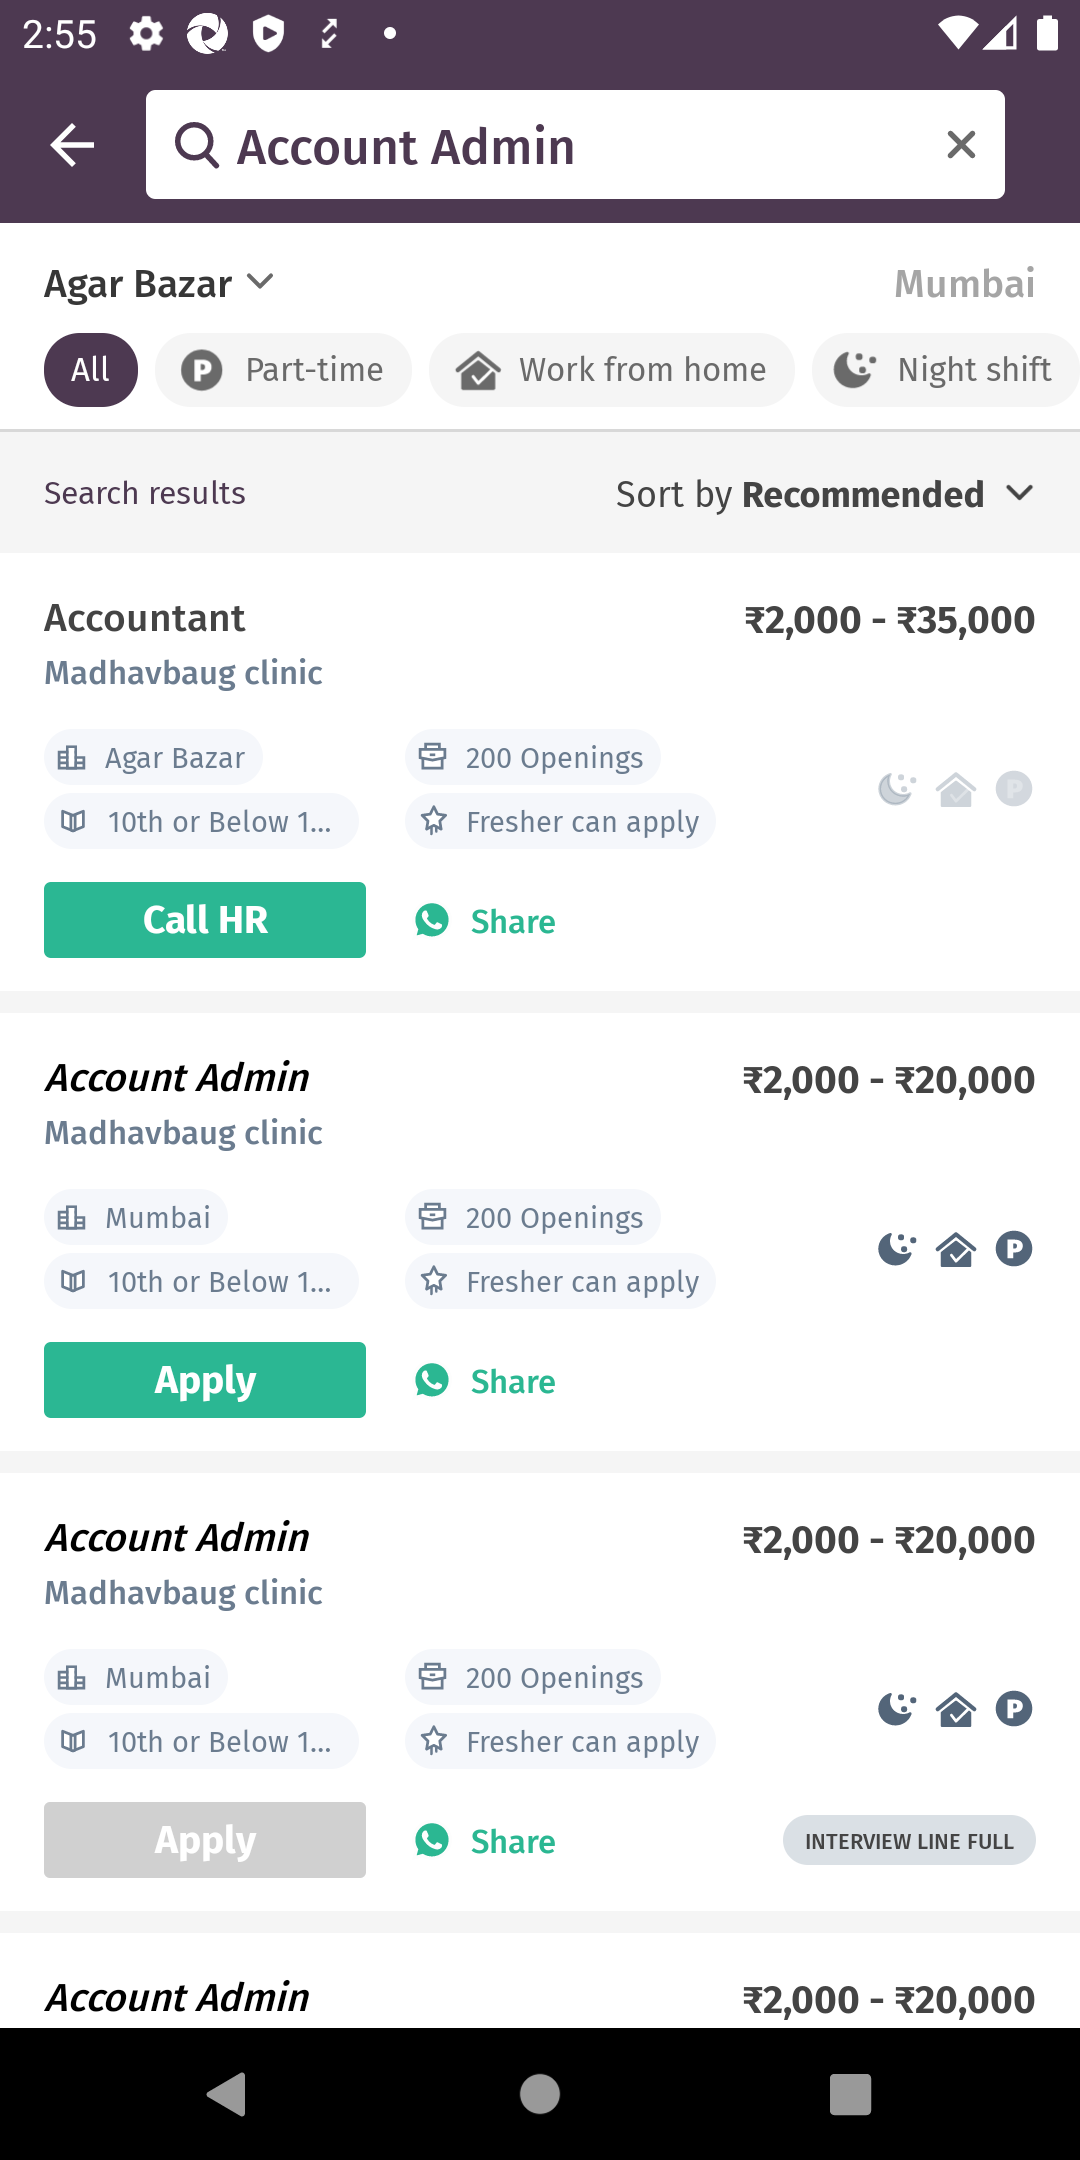 2:55
Account Admin
Agar Bazar
Mumbai
All
Part-time
Work from home
Night shift
Search results
Sort by Recommended
Accountant
₹2,000 - ₹35,000
Madhavbaug clinic
Agar Bazar
200 Openings
10th or Below 1...
Fresher can apply
Call HR
Share
Account Admin
₹2,000 - ₹20,000
Madhavbaug clinic
Mumbai
200 Openings
10th or Below 1...
Fresher can apply
Apply
Share
Account Admin
₹2,000 - ₹20,000
Madhavbaug clinic
Mumbai
200 Openings
10th or Below 1...
Fresher can apply
Apply
Share
INTERVIEW LINE FULL
Account Admin
₹2,000 - ₹20,000